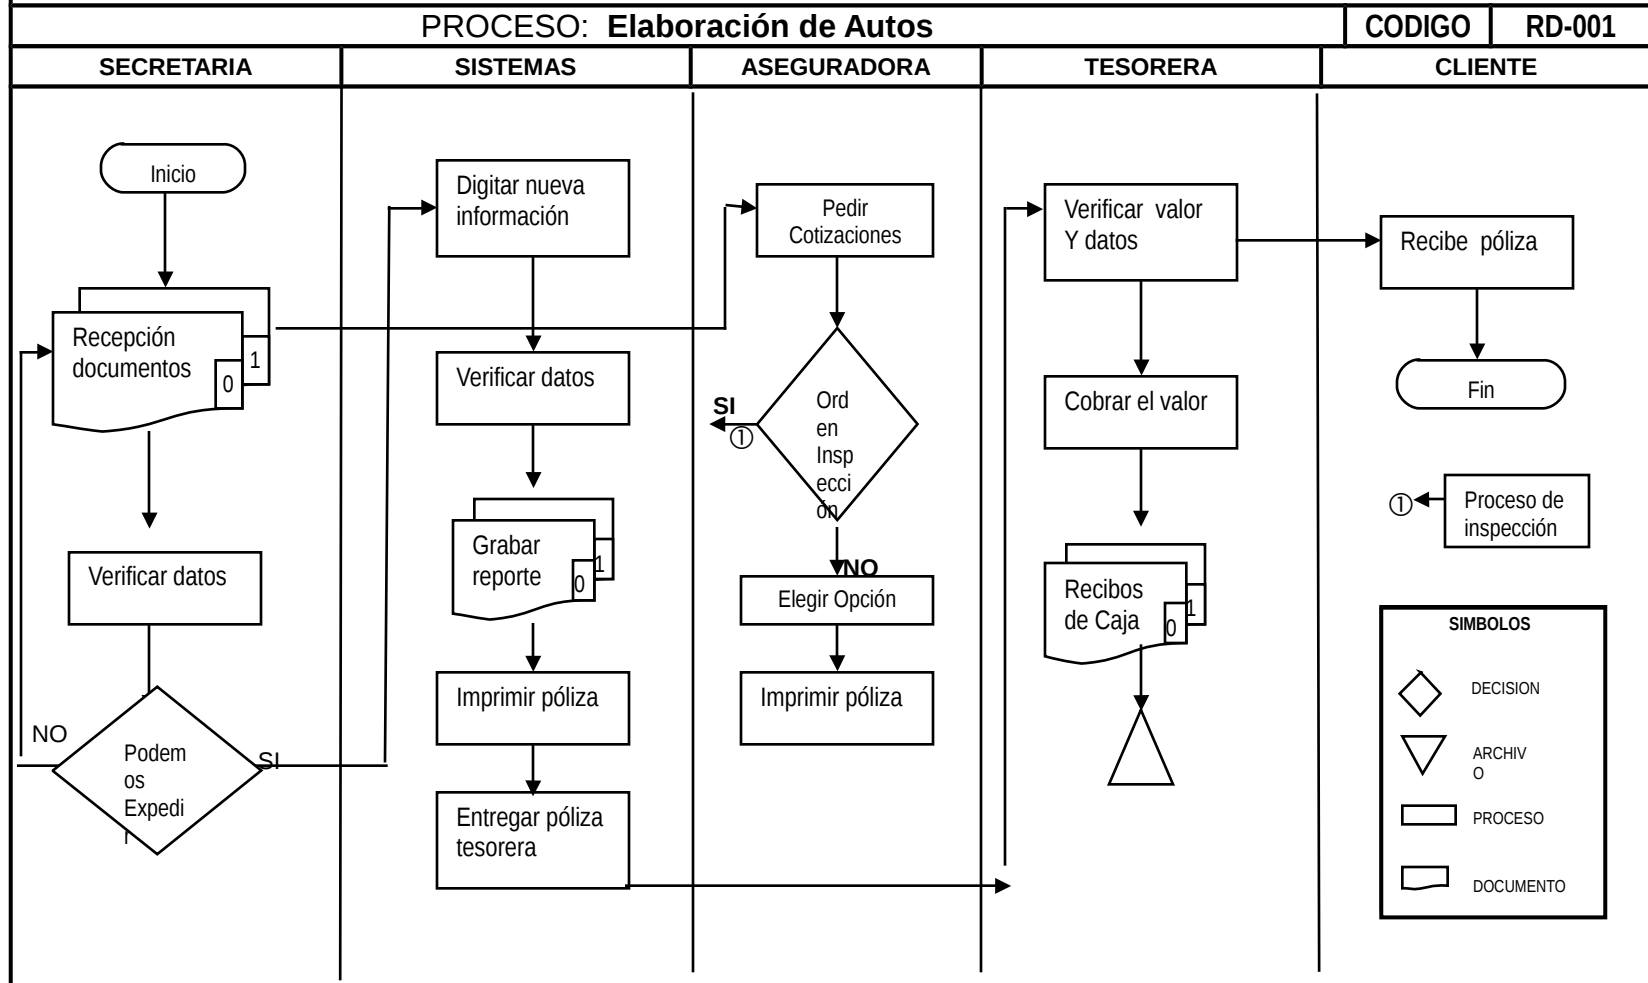 PROCESO: Elaboración de Autos
CODIGO
RD-001
SECRETARIA
SISTEMAS
ASEGURADORA
TESORERA
CLIENTE
Inicio
Recepción
documentos
0
1
Verificar datos
NO
SI
Podem
os
Expedi
r
Digitar nueva
información
Verificar datos
Grabar
reporte
0
1
Imprimir póliza
Entregar póliza
tesorera
Pedir
Cotizaciones
SI
①
Ord
en
Insp
ecci
ón
NO
Elegir Opción
Imprimir póliza
Verificar valor
Y datos
Cobrar el valor
Recibos
de Caja
0
1
Recibe póliza
Fin
①
Proceso de
inspección
SIMBOLOS
DECISION
ARCHIV
O
PROCESO
DOCUMENTO